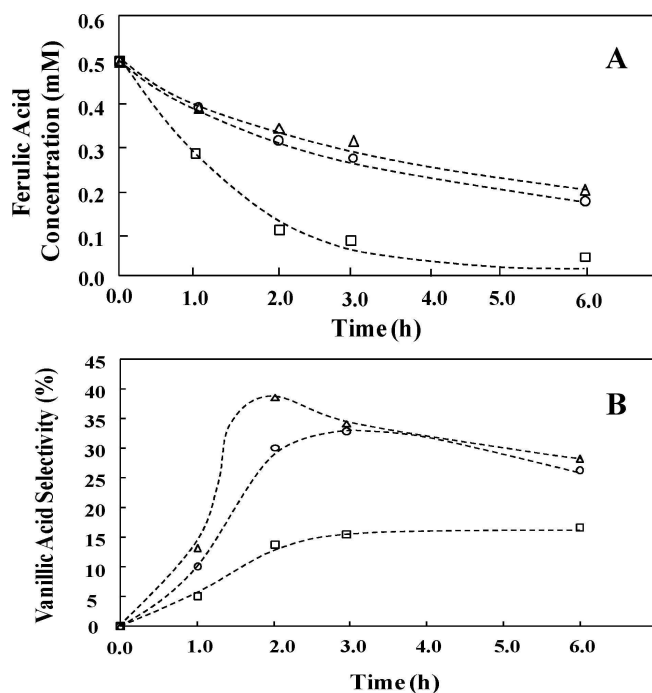 A
Ferulic Acid
Concentration (mM)
0.6
0.5
0.4
0.3
0.2
0.1
0.0
0.0 1.0 2.0 3.0 4.0 5.0 6.0
Time (h)
B
Vanillic Acid Selectivity (%)
45
40
35
30
25
20
15
10
5
0
0.0 1.0 2.0 3.0 4.0 5.0 6.0
Time (h)